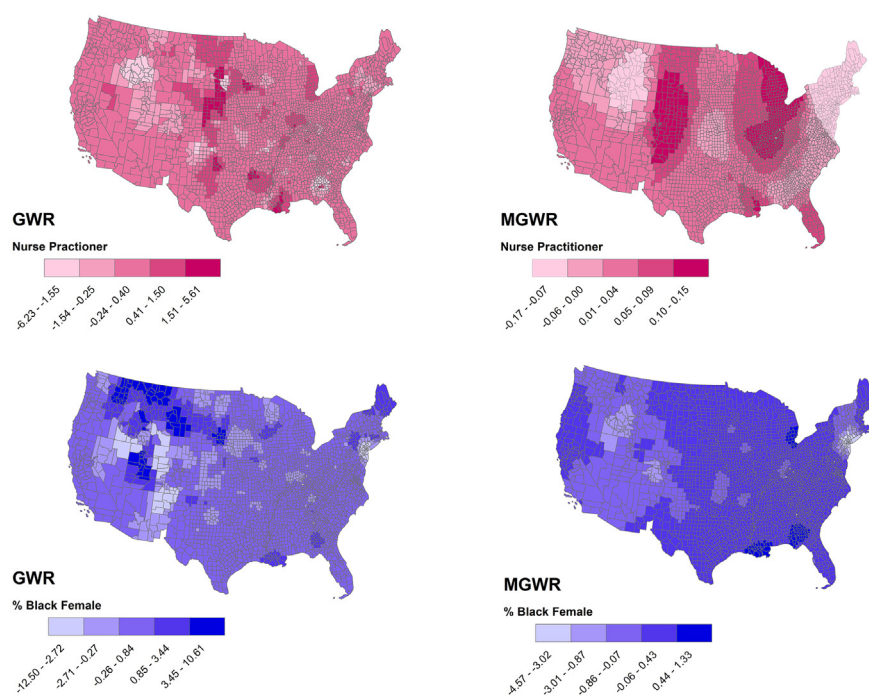 GWR
Nurse Practioner
-6.23 - -1.55
-1.54 - -0.25
-0.24 - 0.40
0.41 - 1.50
1.51 - 5.61
MGWR
Nurse Practitioner
-0.17 - -0.07
-0.06 - 0.00
0.01 - 0.04
0.05 - 0.09
0.10 - 0.15
GWR
% Black Female
-12.50 - -2.72
-2.71 - -0.27
-0.26 - 0.84
0.85 - 3.44
3.45 - 10.61
MGWR
% Black Female
-4.57 - -3.02
-3.01 - -0.87
-0.86 - -0.07
-0.06 - 0.43
0.44 - 1.33